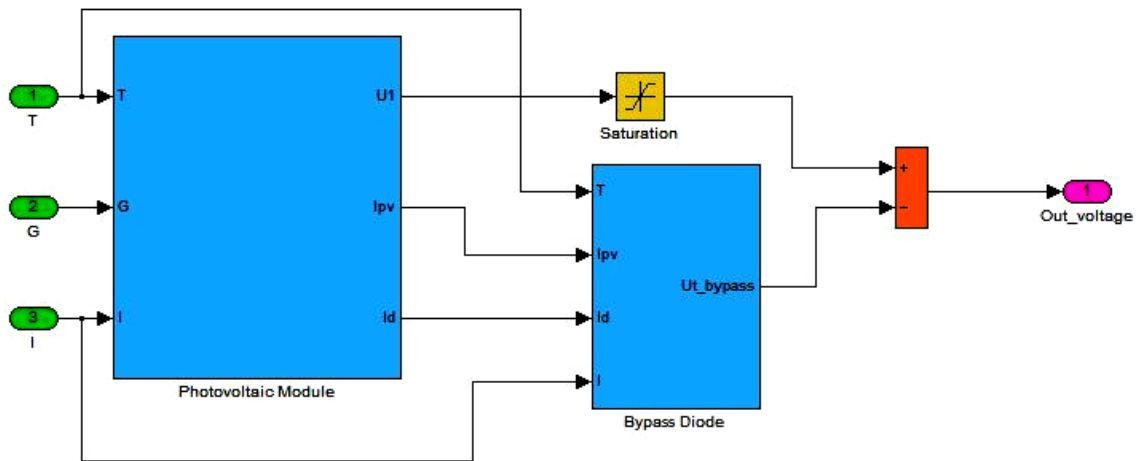 1
T
2
G
3
I
T
G
I
U1
Ipv
Id
Photovoltaic Module
Saturation
T
Ipv
Id
I
Ut_bypass
Bypass Diode
+
−
1
Out_voltage